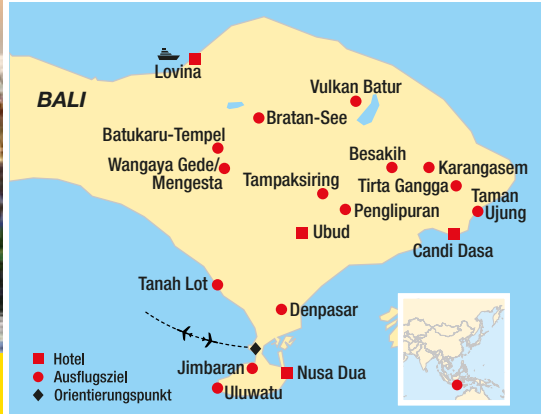 Lovina
BALI
Vulkan Batur
Bratan-See
Batukaru-Tempel
Wangaya Gede/
Mengesta
Besakih
Karangasem
Tampaksiring
Tirta Gangga
Taman
Ujung
Penglipuran
Ubud
Candi Dasa
Tanah Lot
Denpasar
Jimbaran
Nusa Dua
Uluwatu
Hotel
Ausflugsziel
Orientierungspunkt